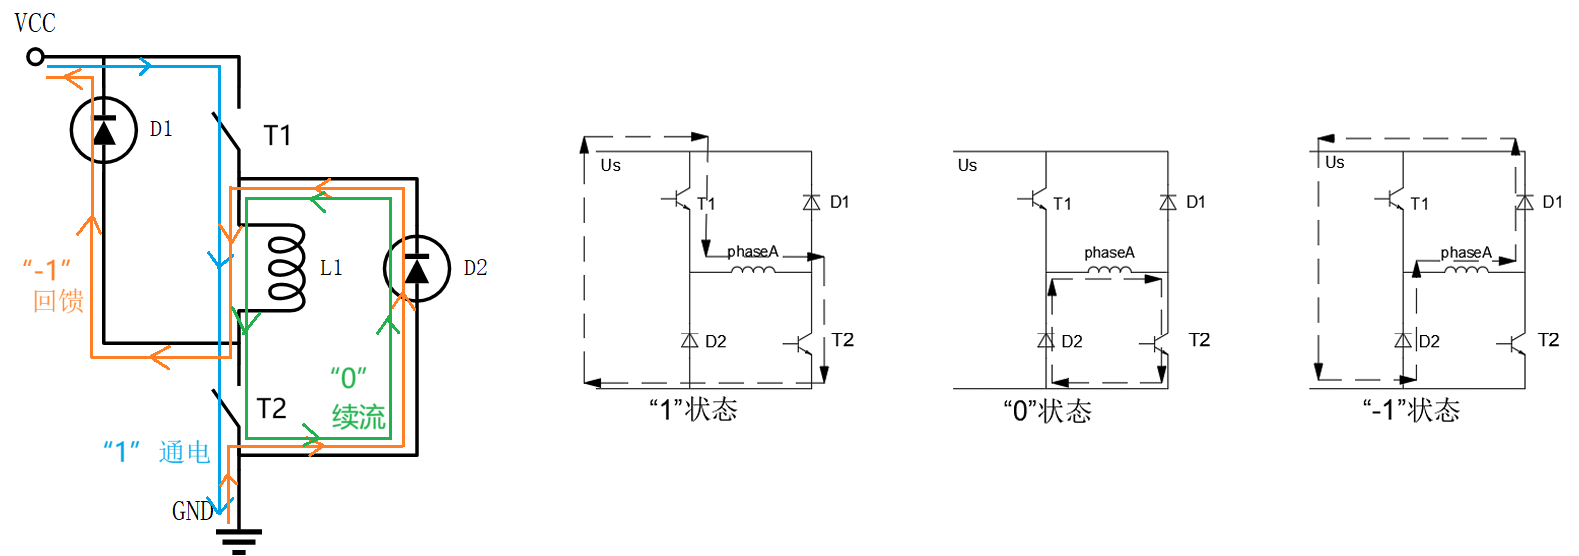 VCC
D1
T1
L1
D2
“-1”
回馈
“0”
续流
T2
“1” 通电
GND
Us
T1
D1
phaseA
D2
T2
“1”状态
Us
T1
D1
phaseA
D2
T2
“0”状态
Us
T1
D1
phaseA
D2
T2
“-1”状态